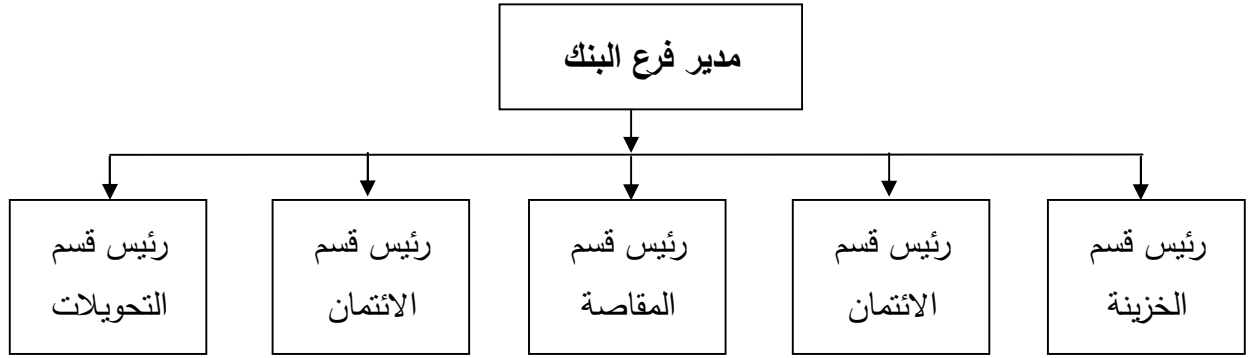 مدير فرع البنك
رئيس قسم
الخزينة
رئيس قسم
الائتمان
رئيس قسم
المقاصة
رئيس قسم
الائتمان
رئيس قسم
التحويلات